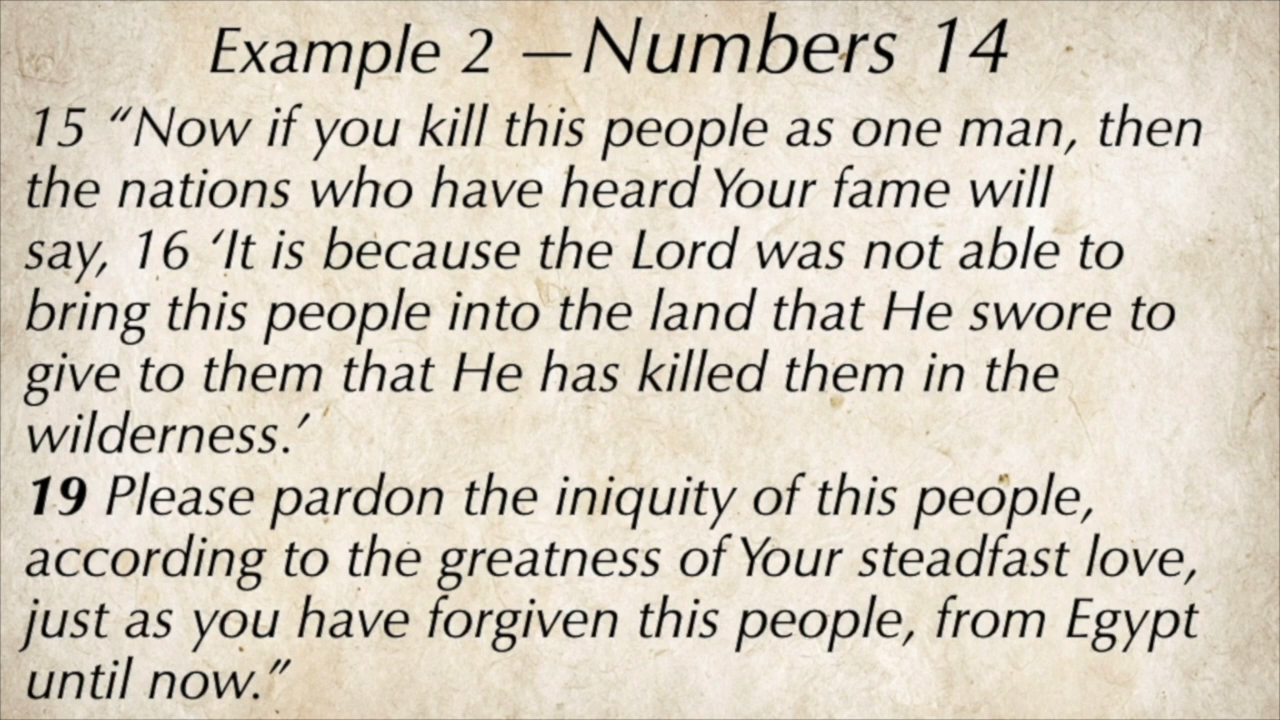 Example 2 —Numbers 14
15 “Now if you kill this people as one man, then
the nations who have heard Your fame will
say, 16 ‘It is because the Lord was not able to
bring this people into the land that He swore to
give to them that He has killed them in the
wilderness.’
19 Please pardon the iniquity of this people,
according to the greatness of Your steadfast love,
just as you have forgiven this people, from Egypt
until now.”